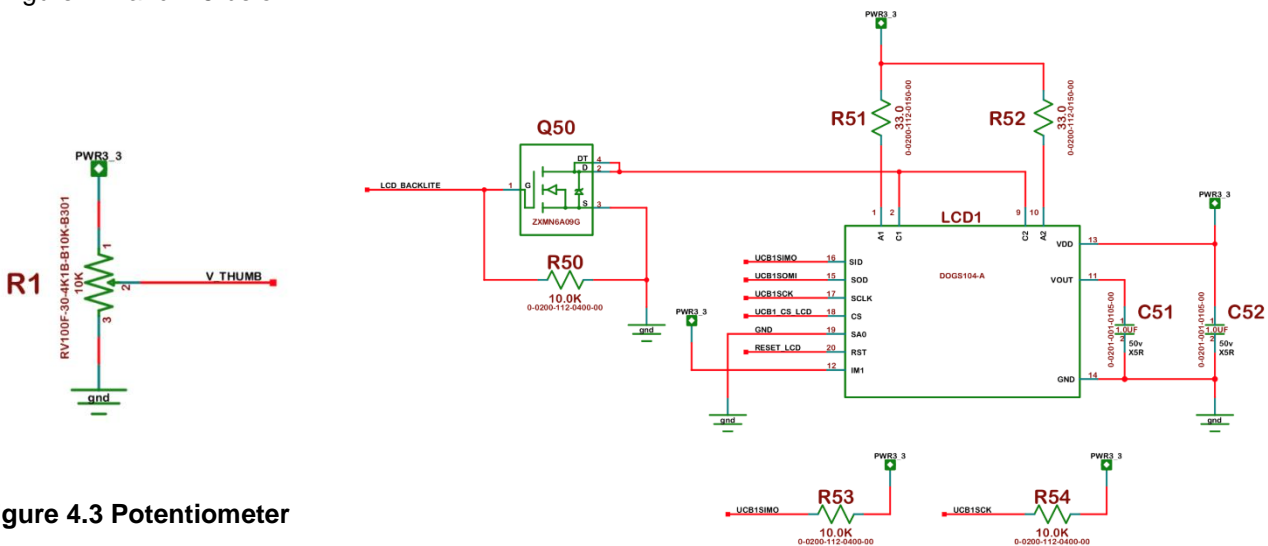 PWR3_3
R1
RV100F-30-4K1B-B10K-B301
10K
1
2
3
V_THUMB
gnd
gure 4.3 Potentiometer
Q50
LCD_BACKLITE
1
G
DT
4
D
2
S
3
ZXMN6A09G
R50
10.0K
0-0200-112-0400-00
gnd
PWR3_3
R51
33.0
0-0200-112-0150-00
R52
33.0
0-0200-112-0150-00
1
2
9
10
LCD1
A1
C1
C2
A2
DOGS104-A
UCB1SIMO
16
SID
UCB1SOMI
15
SOD
UCB1SCK
17
SCLK
UCB1_CS_LCD
18
CS
GND
19
SA0
RESET_LCD
20
RST
12
IM1
PWR3_3
gnd
VDD
13
VOUT
11
GND
14
PWR3_3
C51
1
1.0UF
2
50v
X5R
0-0201-001-0105-00
C52
1
1.0UF
2
50v
X5R
0-0201-001-0105-00
gnd
PWR3_3
R53
UCB1SIMO
10.0K
0-0200-112-0400-00
PWR3_3
R54
UCB1SCK
10.0K
0-0200-112-0400-00